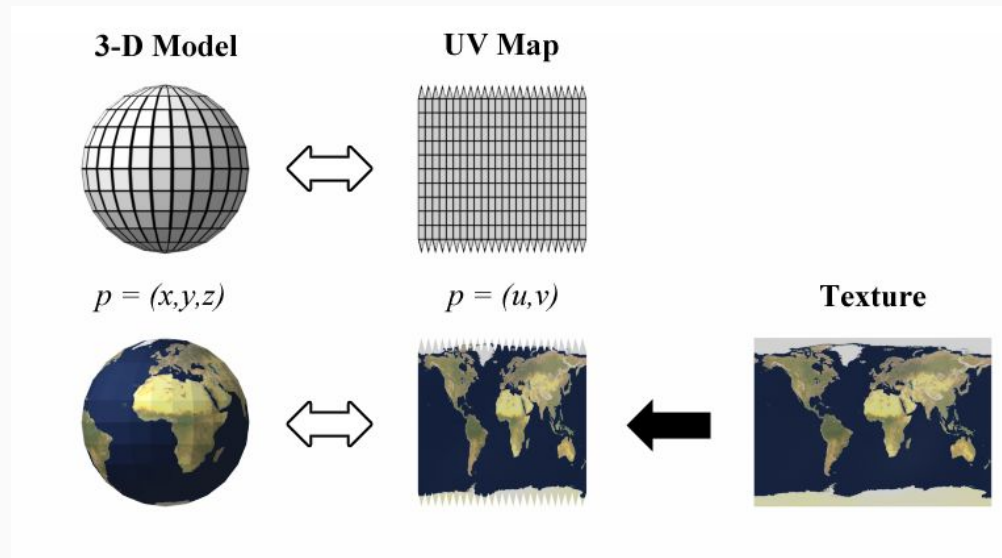 3-D Model
UV Map
p = (x,y,z)
p = (u,v)
Texture